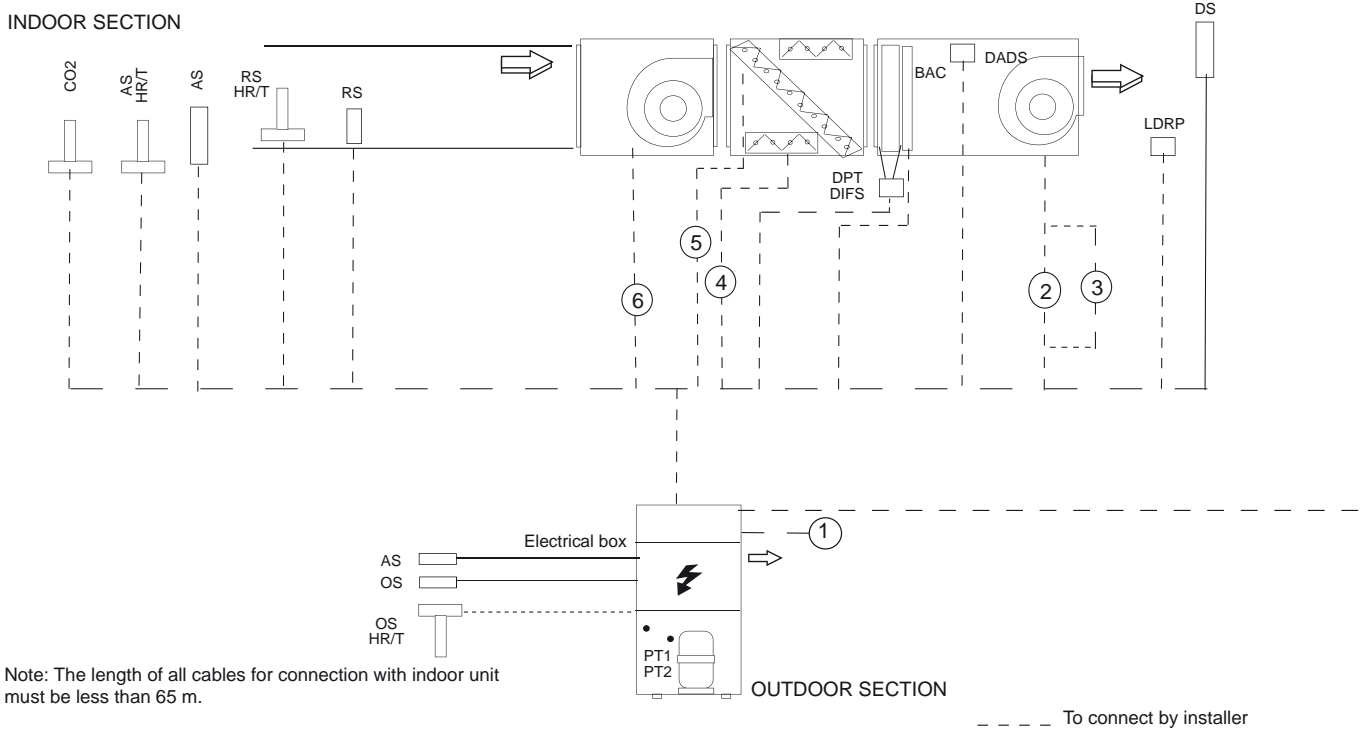 INDOOR SECTION
DS
CO2
AS
HR/T
AS
RS
HR/T
RS
BAC
DADS
LDRP
DPT
DIFS
5
4
6
2
3
1
Electrical box
AS
OS
OS
HR/T
PT1
PT2
OUTDOOR SECTION
Note: The length of all cables for connection with indoor unit
must be less than 65 m.
To connect by installer